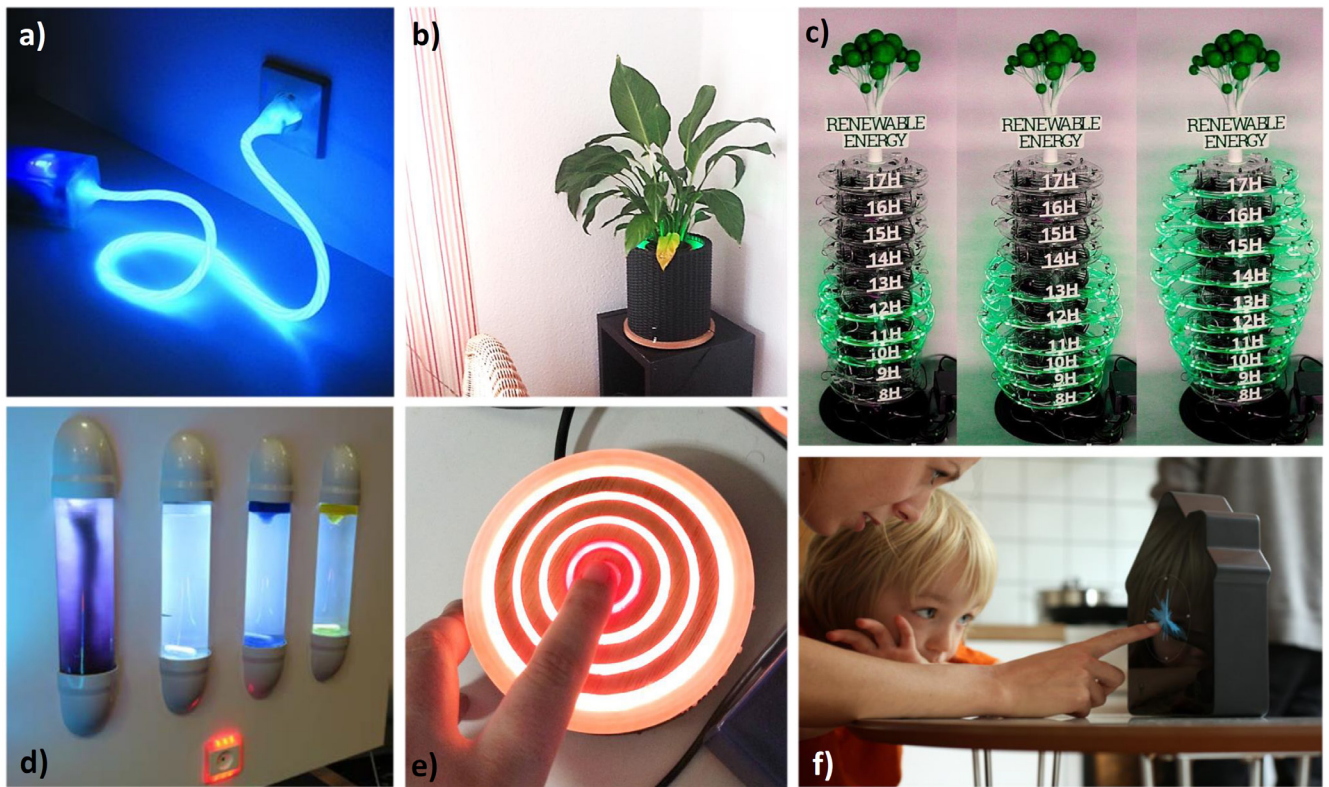 a)
b)
c)
RENEWABLE
ENERGY
17H
16H
15H
14H
13H
12H
11H
10H
9H
8H
RENEWABLE
ENERGY
17H
16H
15H
14H
13H
12H
11H
10H
9H
8H
RENEWABLE
ENERGY
17H
16H
15H
14H
13H
12H
11H
10H
9H
8H
d)
e)
f)